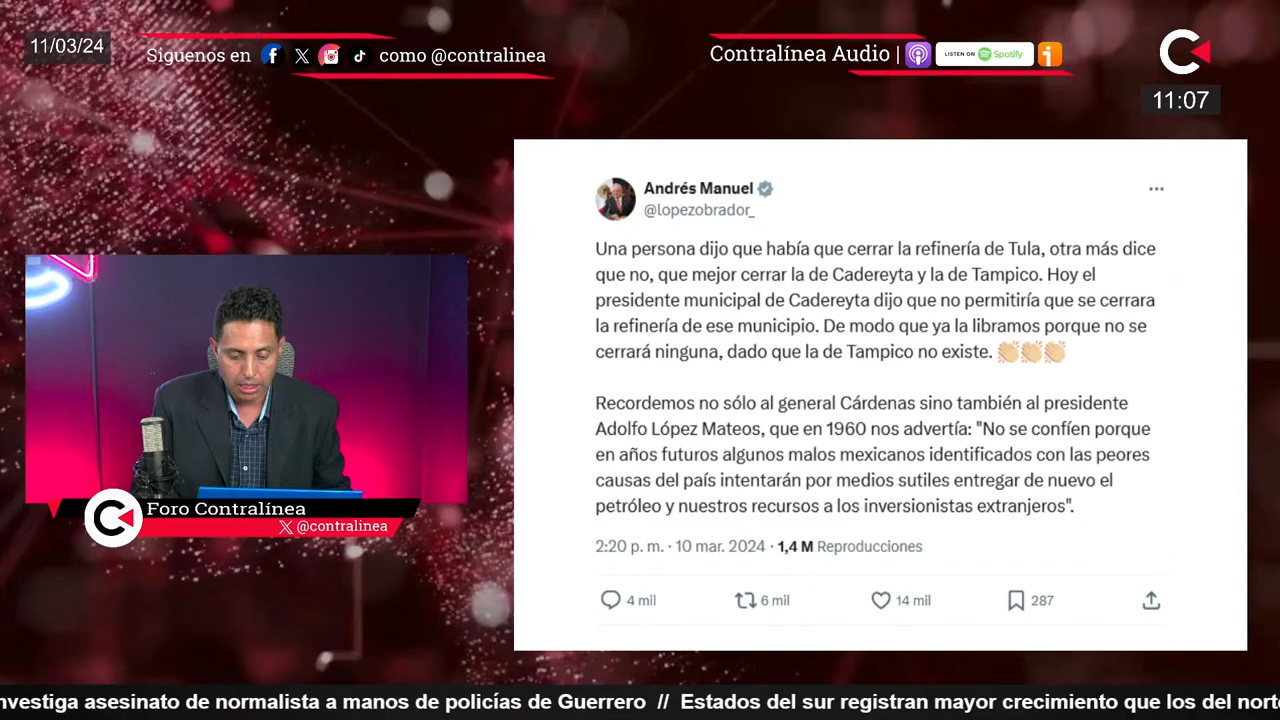 11/03/24
Síguenos en
como @contralinea
Contralínea Audio |
LISTEN ON Spotify
11:07
Andrés Manuel
@lopezobrador_
Una persona dijo que había que cerrar la refinería de Tula, otra más dice
que no, que mejor cerrar la de Cadereyta y la de Tampico. Hoy el
presidente municipal de Cadereyta dijo que no permitiría que se cerrara
la refinería de ese municipio. De modo que ya la libramos porque no se
cerrará ninguna, dado que la de Tampico no existe. 👏🏼👏🏼👏🏼
Recordemos no sólo al general Cárdenas sino también al presidente
Adolfo López Mateos, que en 1960 nos advertía: "No se confíen porque
en años futuros algunos malos mexicanos identificados con las peores
causas del país intentarán por medios sutiles entregar de nuevo el
petróleo y nuestros recursos a los inversionistas extranjeros".
2:20 p. m. · 10 mar. 2024 · 1,4 M Reproducciones
4 mil
6 mil
14 mil
287
Foro Contralínea
@contralinea
nvestiga asesinato de normalista a manos de policías de Guerrero // Estados del sur registran mayor crecimiento que los del nort